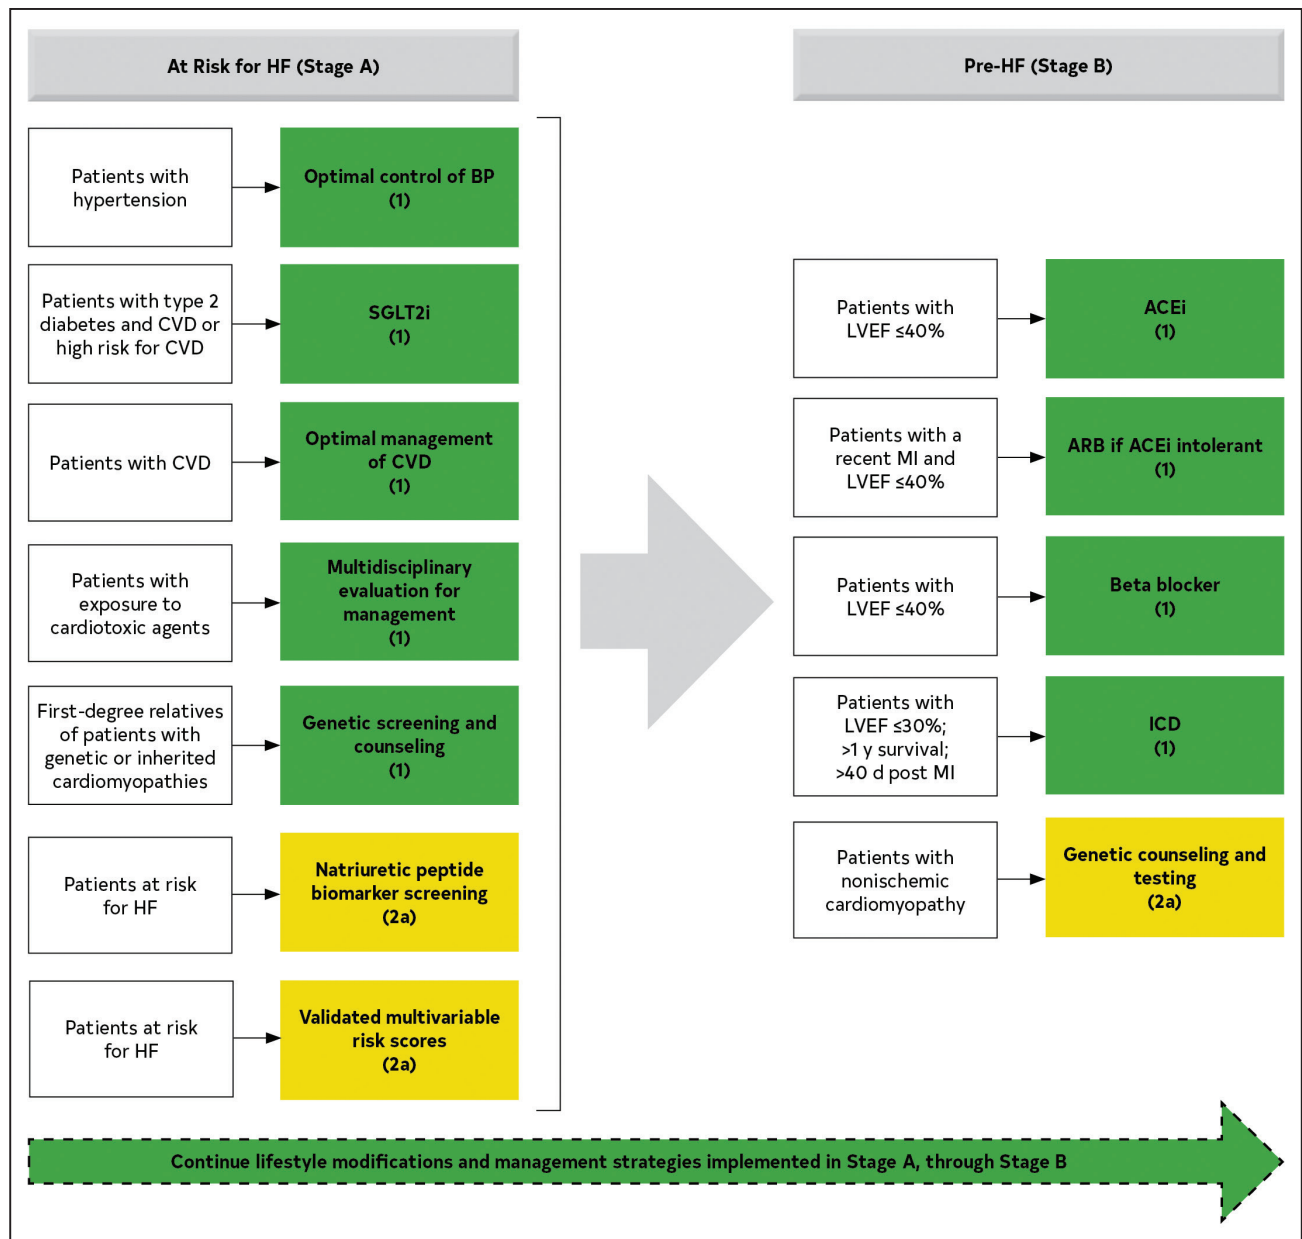 At Risk for HF (Stage A)
Patients with
hypertension
Optimal control of BP
(1)
Patients with type 2
diabetes and CVD or
high risk for CVD
SGLT2i
(1)
Patients with CVD
Optimal management
of CVD
(1)
Patients with
exposure to
cardiotoxic agents
Multidisciplinary
evaluation for
management
(1)
First-degree relatives
of patients with
genetic or inherited
cardiomyopathies
Genetic screening and
counseling
(1)
Patients at risk
for HF
Natriuretic peptide
biomarker screening
(2a)
Patients at risk
for HF
Validated multivariable
risk scores
(2a)
Pre-HF (Stage B)
Patients with
LVEF ≤40%
ACEi
(1)
Patients with a
recent MI and
LVEF ≤40%
ARB if ACEi intolerant
(1)
Patients with
LVEF ≤40%
Beta blocker
(1)
Patients with
LVEF ≤30%;
>1 y survival;
>40 d post MI
ICD
(1)
Patients with
nonischemic
cardiomyopathy
Genetic counseling and
testing
(2a)
Continue lifestyle modifications and management strategies implemented in Stage A, through Stage B